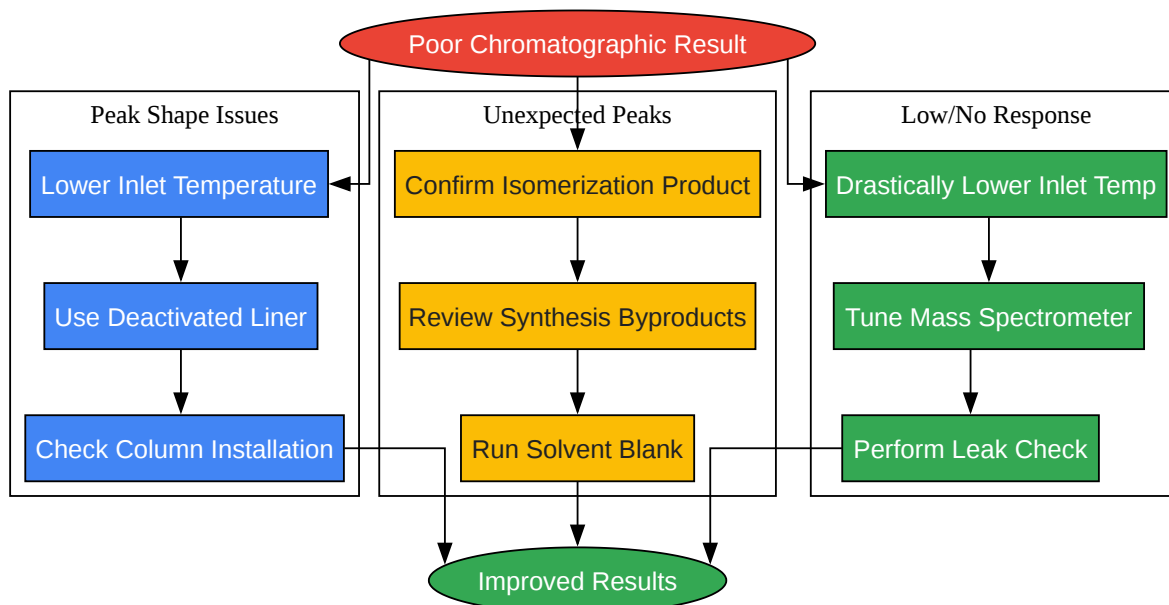 Poor Chromatographic Result
Peak Shape Issues
Lower Inlet Temperature
Use Deactivated Liner
Check Column Installation
Unexpected Peaks
Confirm Isomerization Product
Review Synthesis Byproducts
Run Solvent Blank
Low/No Response
Drastically Lower Inlet Temp
Tune Mass Spectrometer
Perform Leak Check
Improved Results